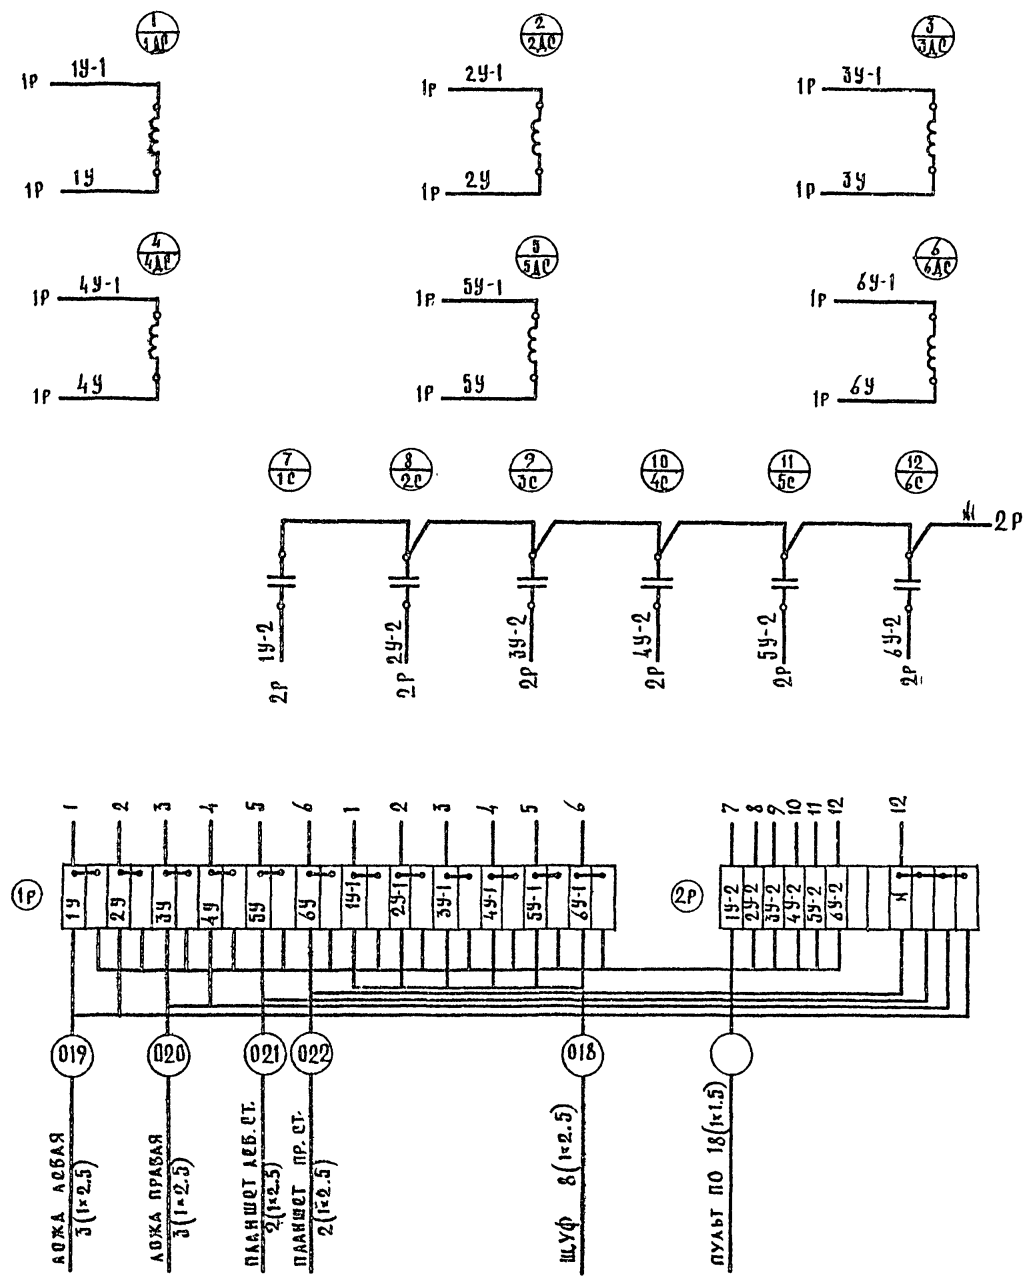 1
1ДС
1У-1
1Р
1У
1Р
2
2ДС
2У-1
1Р
2У
1Р
3
3ДС
3У-1
1Р
3У
1Р
4
4ДС
4У-1
1Р
4У
1Р
5
5ДС
5У-1
1Р
5У
1Р
6
6ДС
6У-1
1Р
6У
1Р
7
1С
8
2С
9
3С
10
4С
11
5С
12
6С
2Р
1У-2
2У-2
3У-2
4У-2
5У-2
6У-2
2Р
2Р
2Р
2Р
2Р
2Р
1 2 3 4 5 6 1 2 3 4 5 6
7 8 9 10 11 12 12
1Р
1У 2У 3У 4У 5У 6У 1У-1 2У-1 3У-1 4У-1 5У-1 6У-1
2Р
1У-2 2У-2 3У-2 4У-2 5У-2 6У-2
019
020
021
022
018
ЛОЖА ЛЕВАЯ
3(1×2.5)
ЛОЖА ПРАВАЯ
3(1×2.5)
ПЛАНШЕТ ЛЕВ. СТ.
2(1×2.5)
ПЛАНШЕТ ПР. СТ.
2(1×2.5)
ЩУФ 8(1×2.5)
ПУЛЬТ ПО 18(1×1.5)